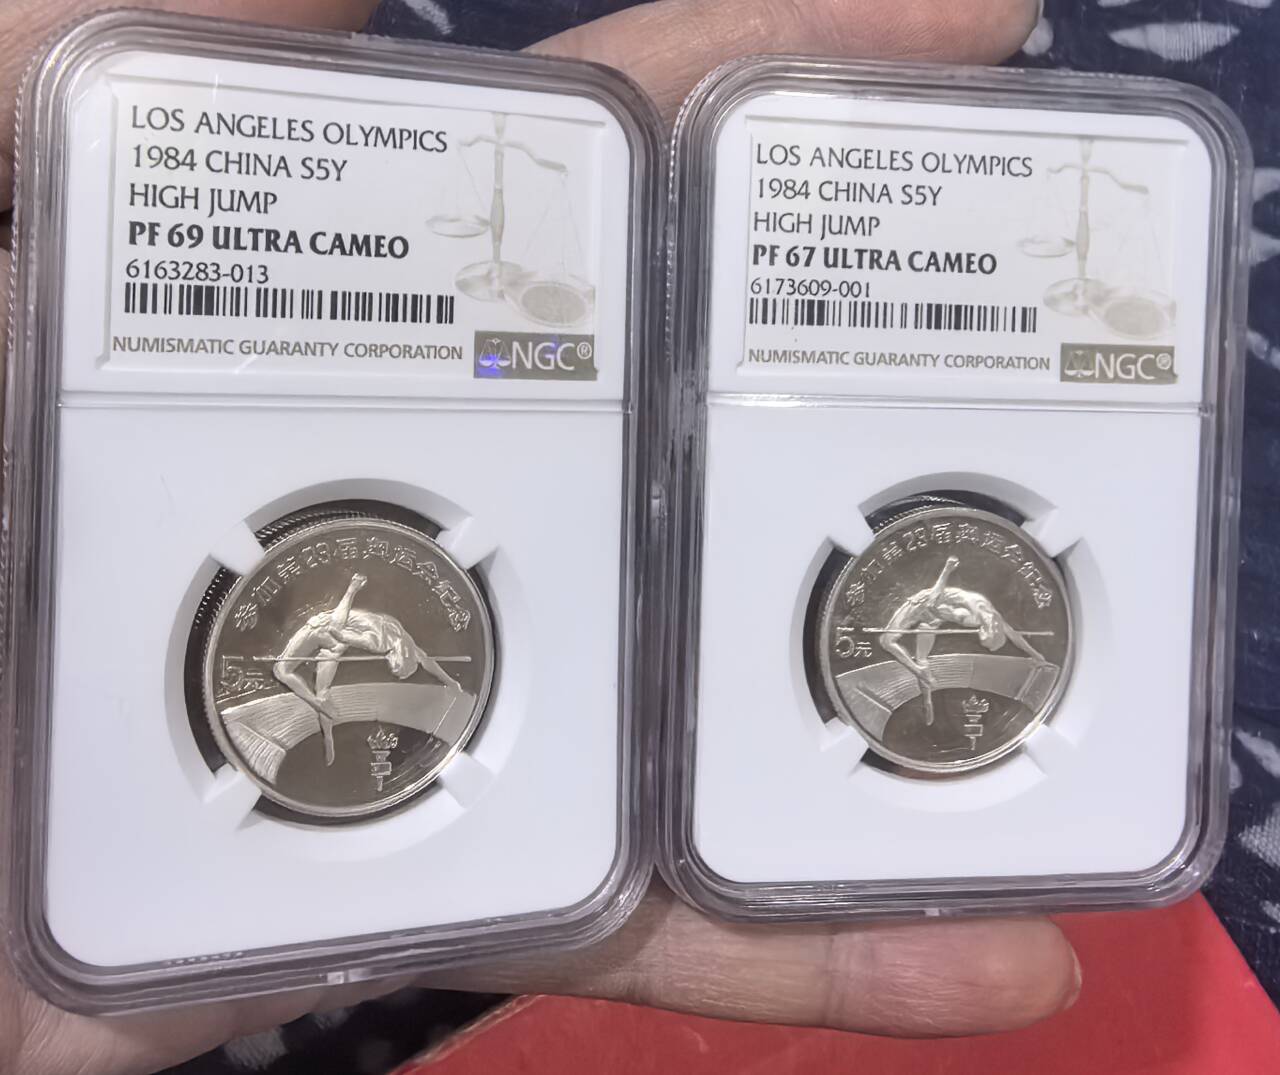 LOS ANGELES OLYMPICS
1984 CHINA S5Y
HIGH JUMP
PF 69 ULTRA CAMEO
6163283-013
NUMISMATIC GUARANTY CORPORATION
NGC®
参加第23届奥运会纪念
5元
LOS ANGELES OLYMPICS
1984 CHINA S5Y
HIGH JUMP
PF 67 ULTRA CAMEO
6173609-001
NUMISMATIC GUARANTY CORPORATION
NGC®
参加第23届奥运会纪念
5元